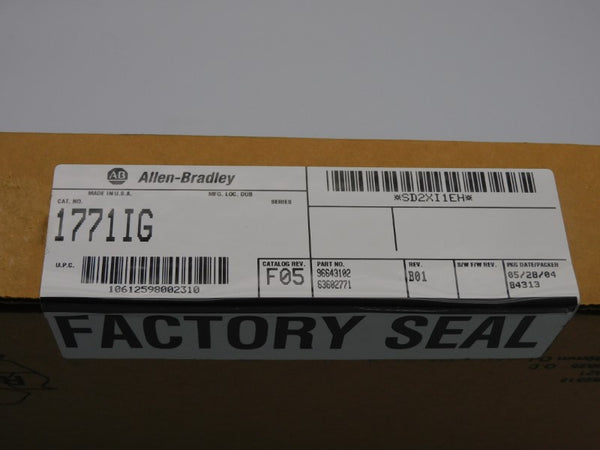 AB Allen-Bradley
MADE IN U.S.A. MFG. LOC. DOB
CAT. NO. SERIES
1771IG
*SD2XI1EH*
U.P.C.
10612598002310
CATALOG REV.
F05
PART NO.
96643102
63602771
REV.
B01
S/W F/W REV.
PKG DATE/PACKER
05/28/04
84313
FACTORY SEAL